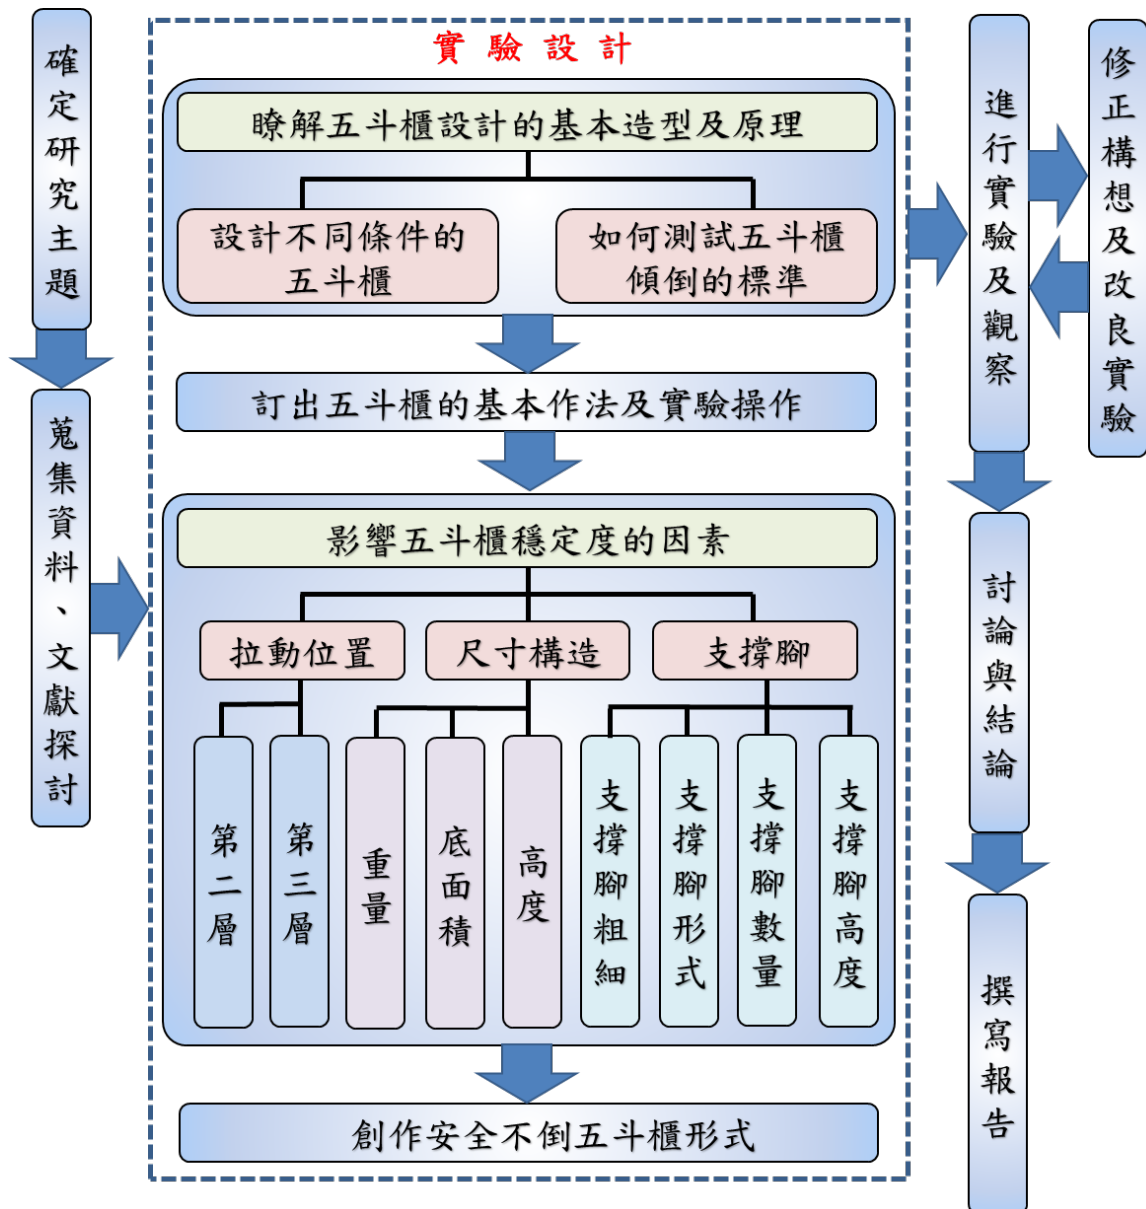 確定研究主題
蒐集資料、文獻探討
實驗設計
瞭解五斗櫃設計的基本造型及原理
設計不同條件的
五斗櫃
如何測試五斗櫃
傾倒的標準
訂出五斗櫃的基本作法及實驗操作
影響五斗櫃穩定度的因素
拉動位置
尺寸構造
支撐腳
第二層
第三層
重量
底面積
高度
支撐腳粗細
支撐腳形式
支撐腳數量
支撐腳高度
創作安全不倒五斗櫃形式
進行實驗及觀察
修正構想及改良實驗
討論與結論
撰寫報告